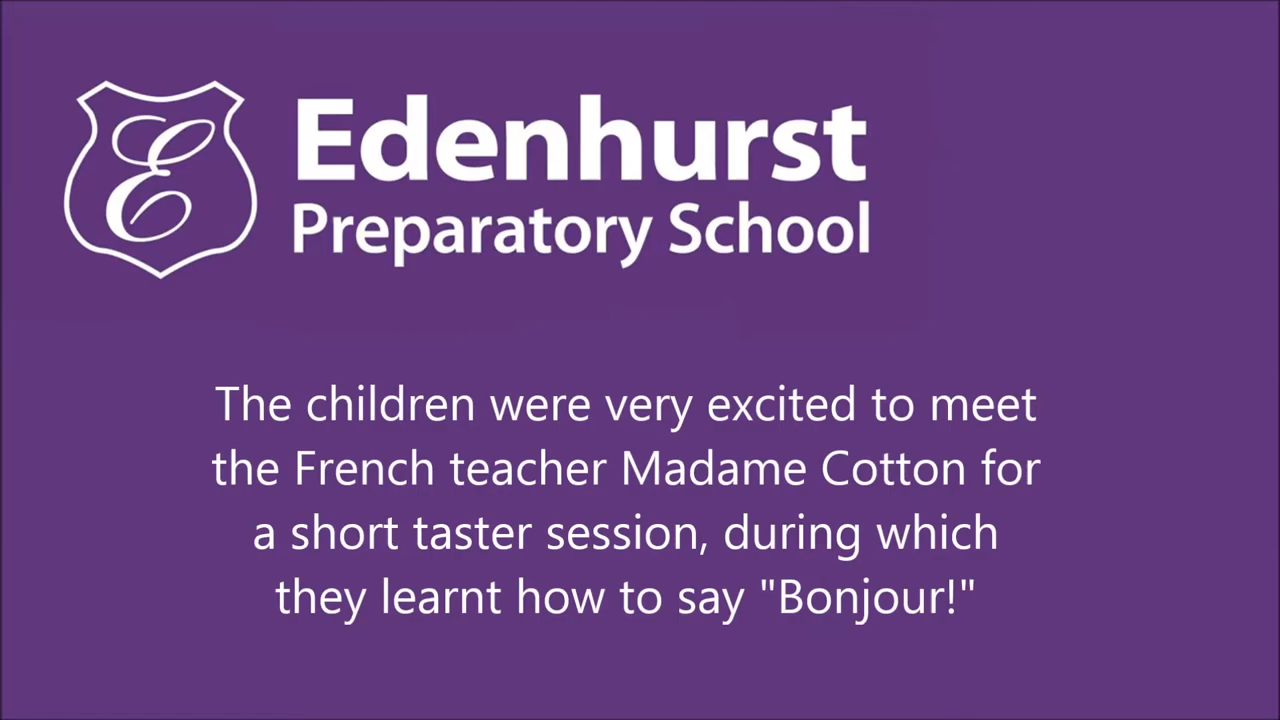 E
Edenhurst
Preparatory School
The children were very excited to meet
the French teacher Madame Cotton for
a short taster session, during which
they learnt how to say "Bonjour!"